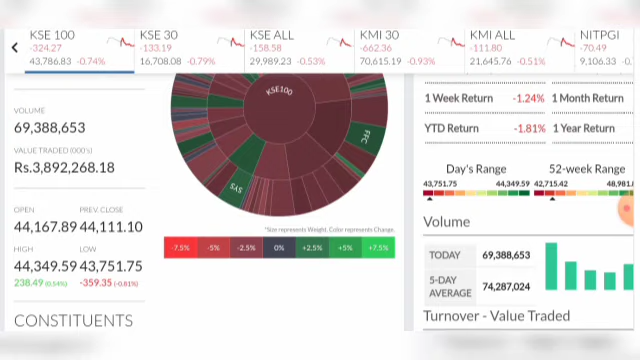 KSE 100
-324.27
43,786.83 -0.74%
KSE 30
-133.19
16,708.08 -0.79%
KSE ALL
-158.58
29,989.23 -0.53%
KMI 30
-662.36
70,615.19 -0.93%
KMI ALL
-111.80
21,645.76 -0.51%
NITPGI
-70.49
9,106.33
VOLUME
69,388,653
VALUE TRADED (000's)
Rs.3,892,268.18
OPEN PREV. CLOSE
44,167.89 44,111.10
HIGH LOW
44,349.59 43,751.75
238.49 (0.54%) -359.35 (-0.81%)
CONSTITUENTS
KSE100
FFC
SYS
*Size represents Weight, Color represents Change.
-7.5% -5% -2.5% 0% +2.5% +5% +7.5%
1 Week Return -1.24% 1 Month Return
YTD Return -1.81% 1 Year Return
Day's Range 52-week Range
43,751.75 44,349.59 42,715.42 48,981.
Volume
TODAY 69,388,653
5-DAY
AVERAGE 74,287,024
Turnover - Value Traded